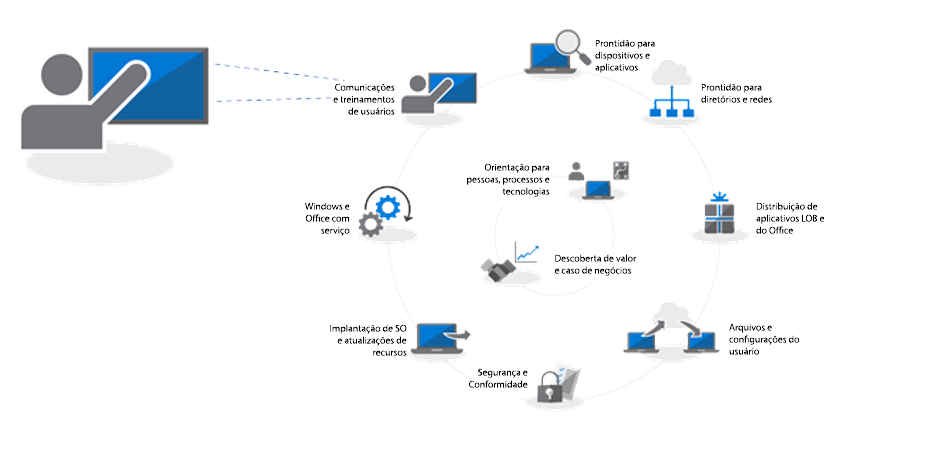 Prontidão para
dispositivos e
aplicativos
Comunicações
e treinamentos
de usuários
Prontidão para
diretórios e redes
Orientação para
pessoas, processos e
tecnologias
Windows e
Office com
serviço
Distribuição de
aplicativos LOB e
do Office
Descoberta de valor
e caso de negócios
Implantação de SO
e atualizações de
recursos
Arquivos e
configurações do
usuário
Segurança e
Conformidade